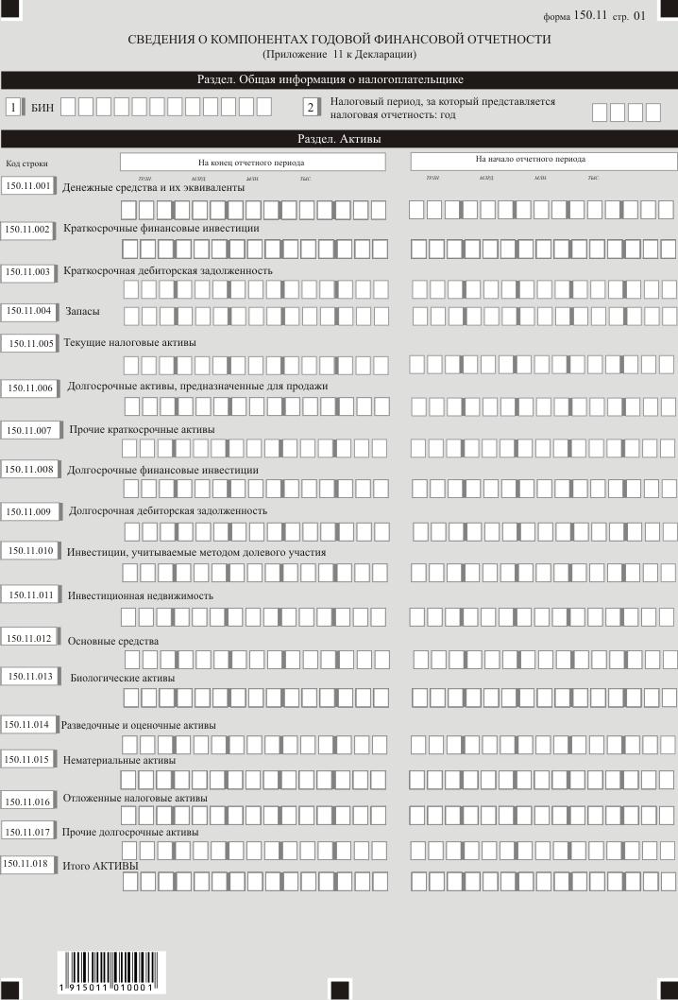 форма 150.11 стр. 01
СВЕДЕНИЯ О КОМПОНЕНТАХ ГОДОВОЙ ФИНАНСОВОЙ ОТЧЕТНОСТИ
(Приложение 11 к Декларации)
Раздел. Общая информация о налогоплательщике
1 БИН
2 Налоговый период, за который представляется
налоговая отчетность: год
Раздел. Активы
Код строки На конец отчетного периода На начало отчетного периода
трлн. млрд. млн. тыс. трлн. млрд. млн. тыс.
150.11.001 Денежные средства и их эквиваленты
150.11.002 Краткосрочные финансовые инвестиции
150.11.003 Краткосрочная дебиторская задолженность
150.11.004 Запасы
150.11.005 Текущие налоговые активы
150.11.006 Долгосрочные активы, предназначенные для продажи
150.11.007 Прочие краткосрочные активы
150.11.008 Долгосрочные финансовые инвестиции
150.11.009 Долгосрочная дебиторская задолженность
150.11.010 Инвестиции, учитываемые методом долевого участия
150.11.011 Инвестиционная недвижимость
150.11.012 Основные средства
150.11.013 Биологические активы
150.11.014 Разведочные и оценочные активы
150.11.015 Нематериальные активы
150.11.016 Отложенные налоговые активы
150.11.017 Прочие долгосрочные активы
150.11.018 Итого АКТИВЫ
1 915011 010001